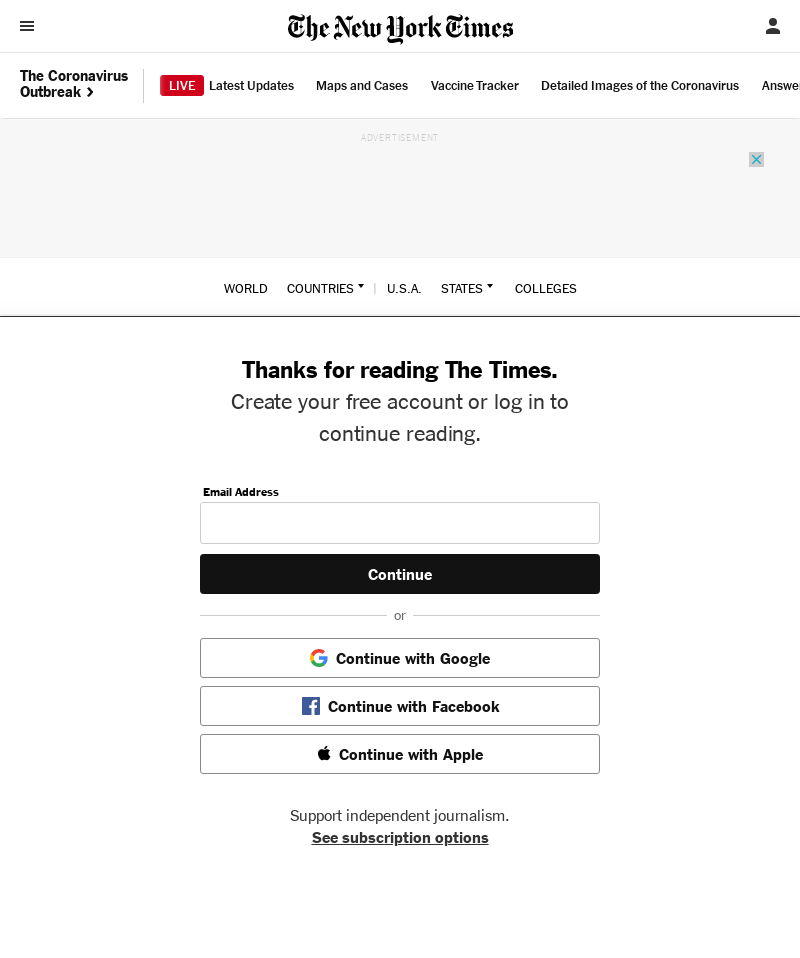 The New York Times
The Coronavirus
Outbreak
LIVE Latest Updates Maps and Cases Vaccine Tracker Detailed Images of the Coronavirus
ADVERTISEMENT
WORLD COUNTRIES | U.S.A. STATES COLLEGES
Thanks for reading The Times.
Create your free account or log in to
continue reading.
Email Address
Continue
or
Continue with Google
Continue with Facebook
Continue with Apple
Support independent journalism.
See subscription options